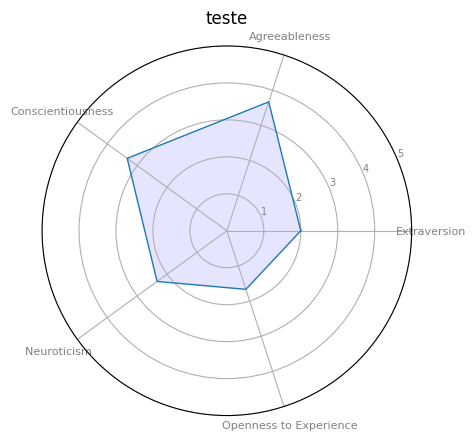 teste
Agreeableness
Conscientiousness
5
4
3
2
1
Extraversion
Neuroticism
Openness to Experience